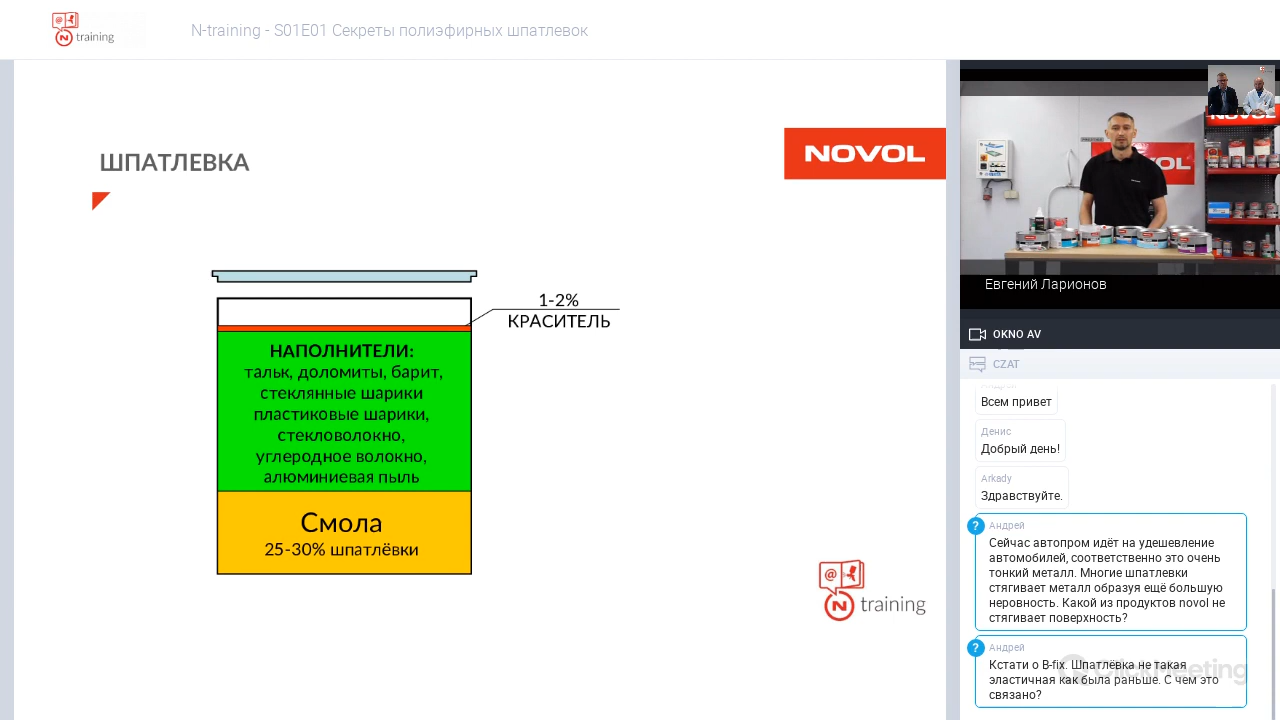 training
N-training - S01E01 Секреты полиэфирных шпатлевок
ШПАТЛЕВКА
NOVOL
1-2%
КРАСИТЕЛЬ
НАПОЛНИТЕЛИ:
тальк, доломиты, барит,
стеклянные шарики
пластиковые шарики,
стекловолокно,
углеродное волокно,
алюминиевая пыль
Смола
25-30% шпатлёвки
@
N
training
NOVOL
Евгений Ларионов
OKNO AV
CZAT
Всем привет
Денис
Добрый день!
Arkady
Здравствуйте.
?
Андрей
Сейчас автопром идёт на удешевление
автомобилей, соответственно это очень
тонкий металл. Многие шпатлевки
стягивает металл образуя ещё большую
неровность. Какой из продуктов novol не
стягивает поверхность?
?
Андрей
Кстати о B-fix. Шпатлёвка не такая
эластичная как была раньше. С чем это
связано?
ClickMeeting